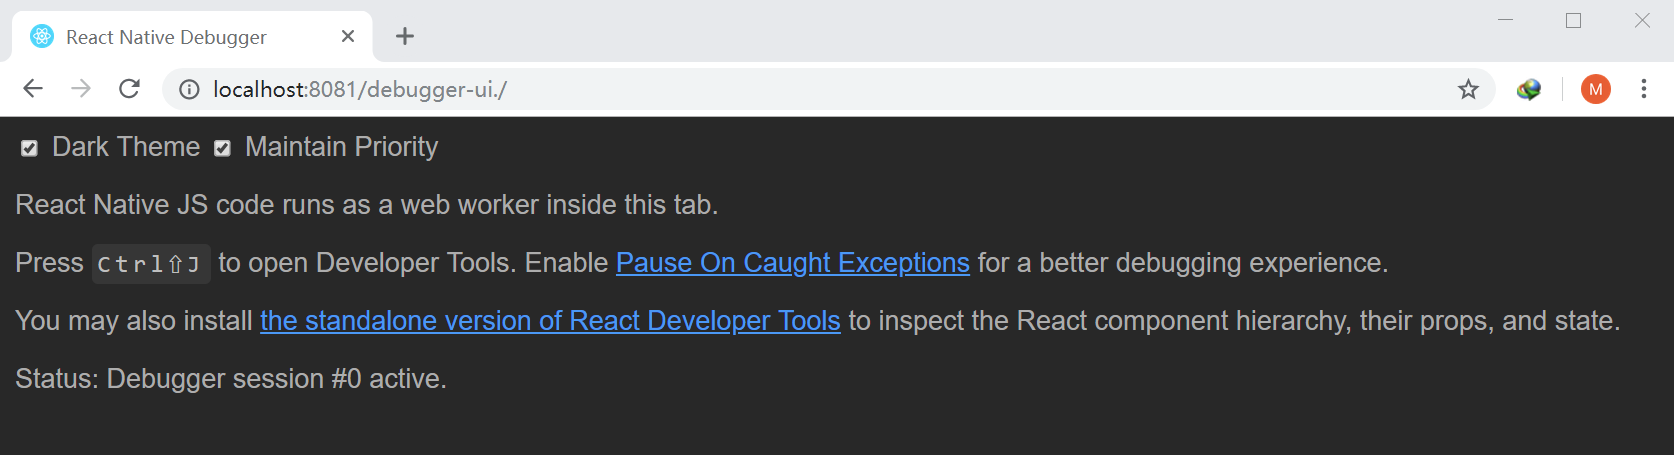 React Native Debugger
localhost:8081/debugger-ui./
M
Dark Theme Maintain Priority
React Native JS code runs as a web worker inside this tab.
Press Ctrl⇧J to open Developer Tools. Enable Pause On Caught Exceptions for a better debugging experience.
You may also install the standalone version of React Developer Tools to inspect the React component hierarchy, their props, and state.
Status: Debugger session #0 active.